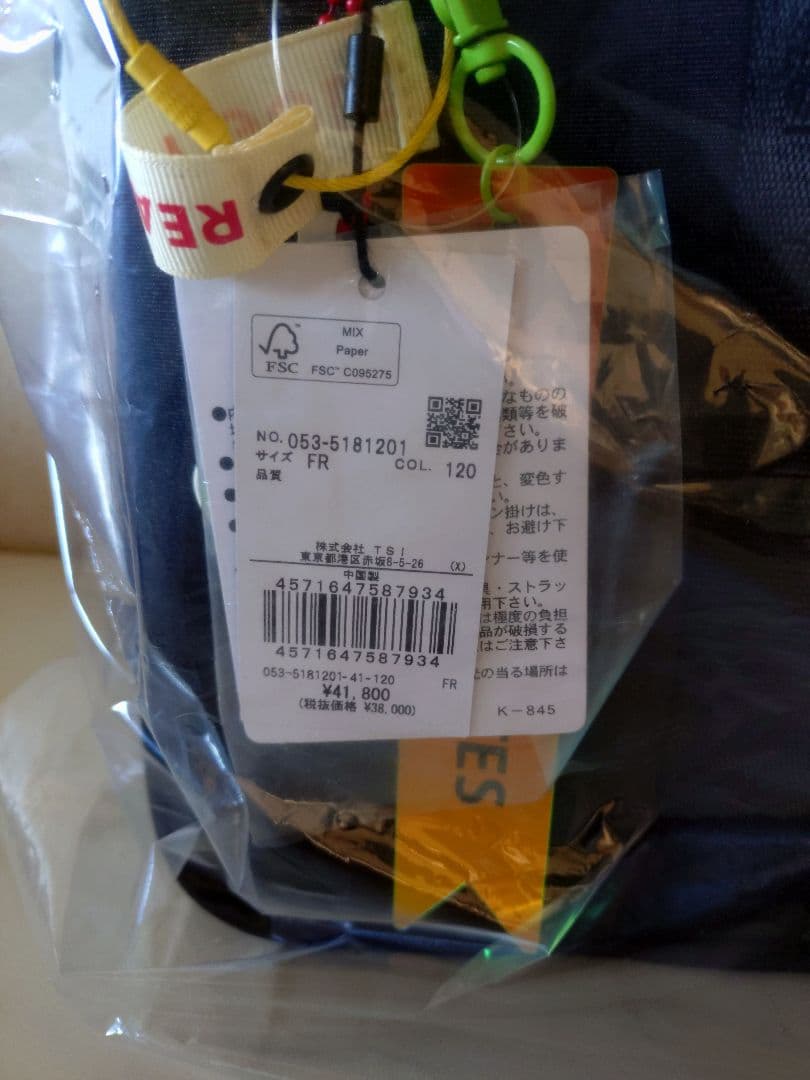 REA
MIX
Paper
FSC
FSC™ C095275
NO. 053-5181201
サイズ FR
COL. 120
品質
株式会社 TSI
東京都港区赤坂8-5-26 (X)
中国製
4571647587934
4571647587934
053-5181201-41-120 FR
¥41,800
(税抜価格 ¥38,000)
い。
なものの
類等を破
さい。
合がありま
と、変色す
い。
ン掛けは、
、お避け下
ンナー等を使
具・ストラッ
用下さい。
は極度の負担
品が破損する
はご注意下さ
の当る場所は
K-845
ES